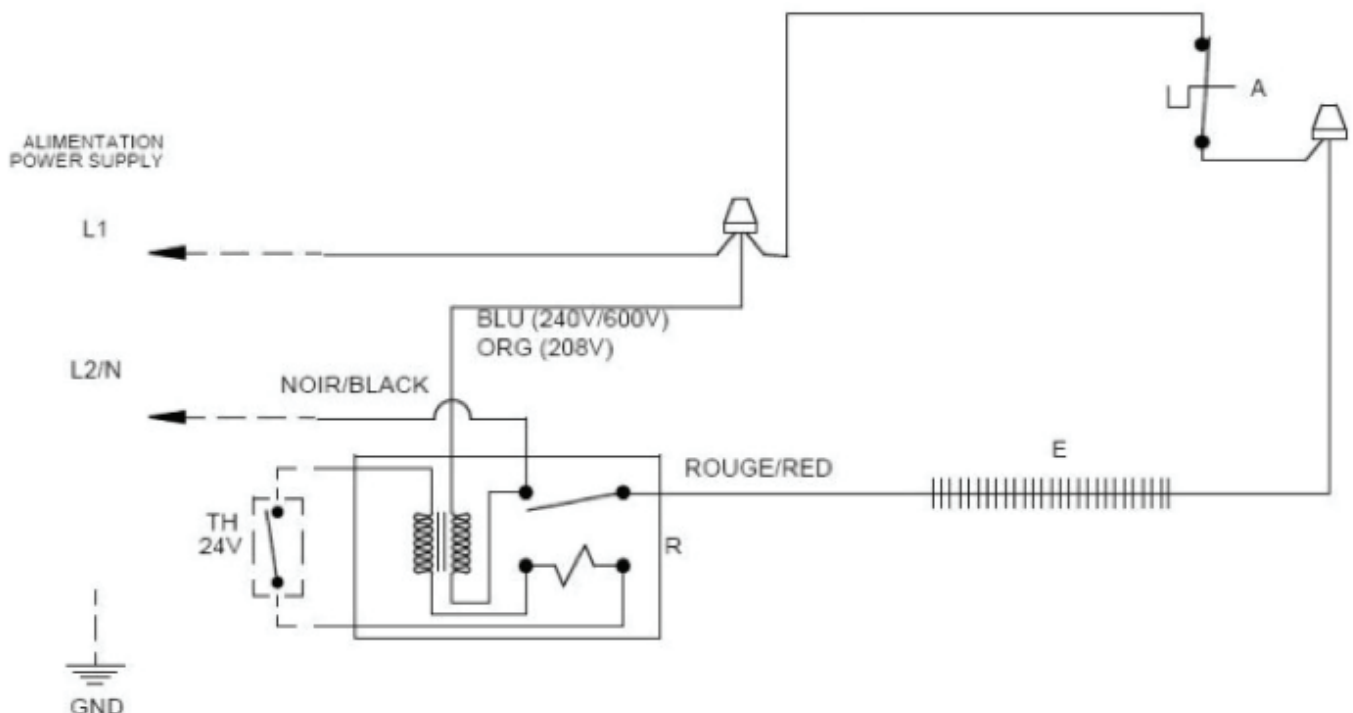 ALIMENTATION
POWER SUPPLY
A
L1
BLU (240V/600V)
ORG (208V)
L2/N
NOIR/BLACK
ROUGE/RED
E
TH
24V
R
GND